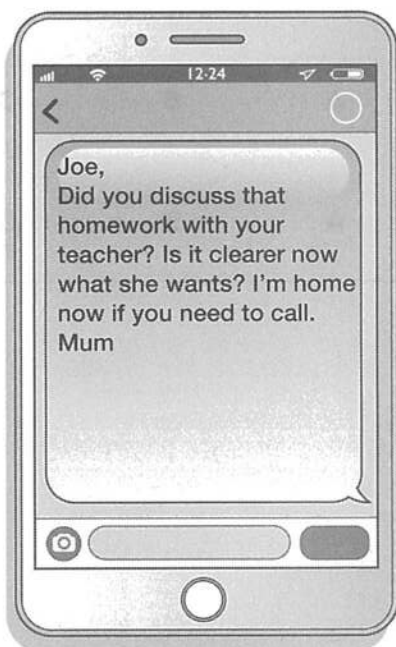 12-24
Joe,
Did you discuss that
homework with your
teacher? Is it clearer now
what she wants? I'm home
now if you need to call.
Mum